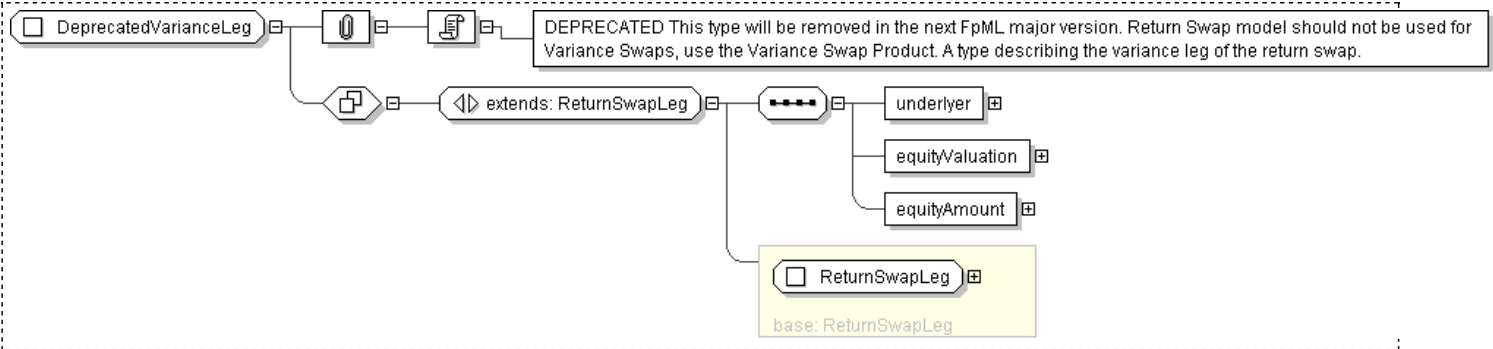 DeprecatedVarianceLeg
DEPRECATED This type will be removed in the next FpML major version. Return Swap model should not be used for
Variance Swaps, use the Variance Swap Product. A type describing the variance leg of the return swap.
extends: ReturnSwapLeg
underlyer
equityValuation
equityAmount
ReturnSwapLeg
base: ReturnSwapLeg